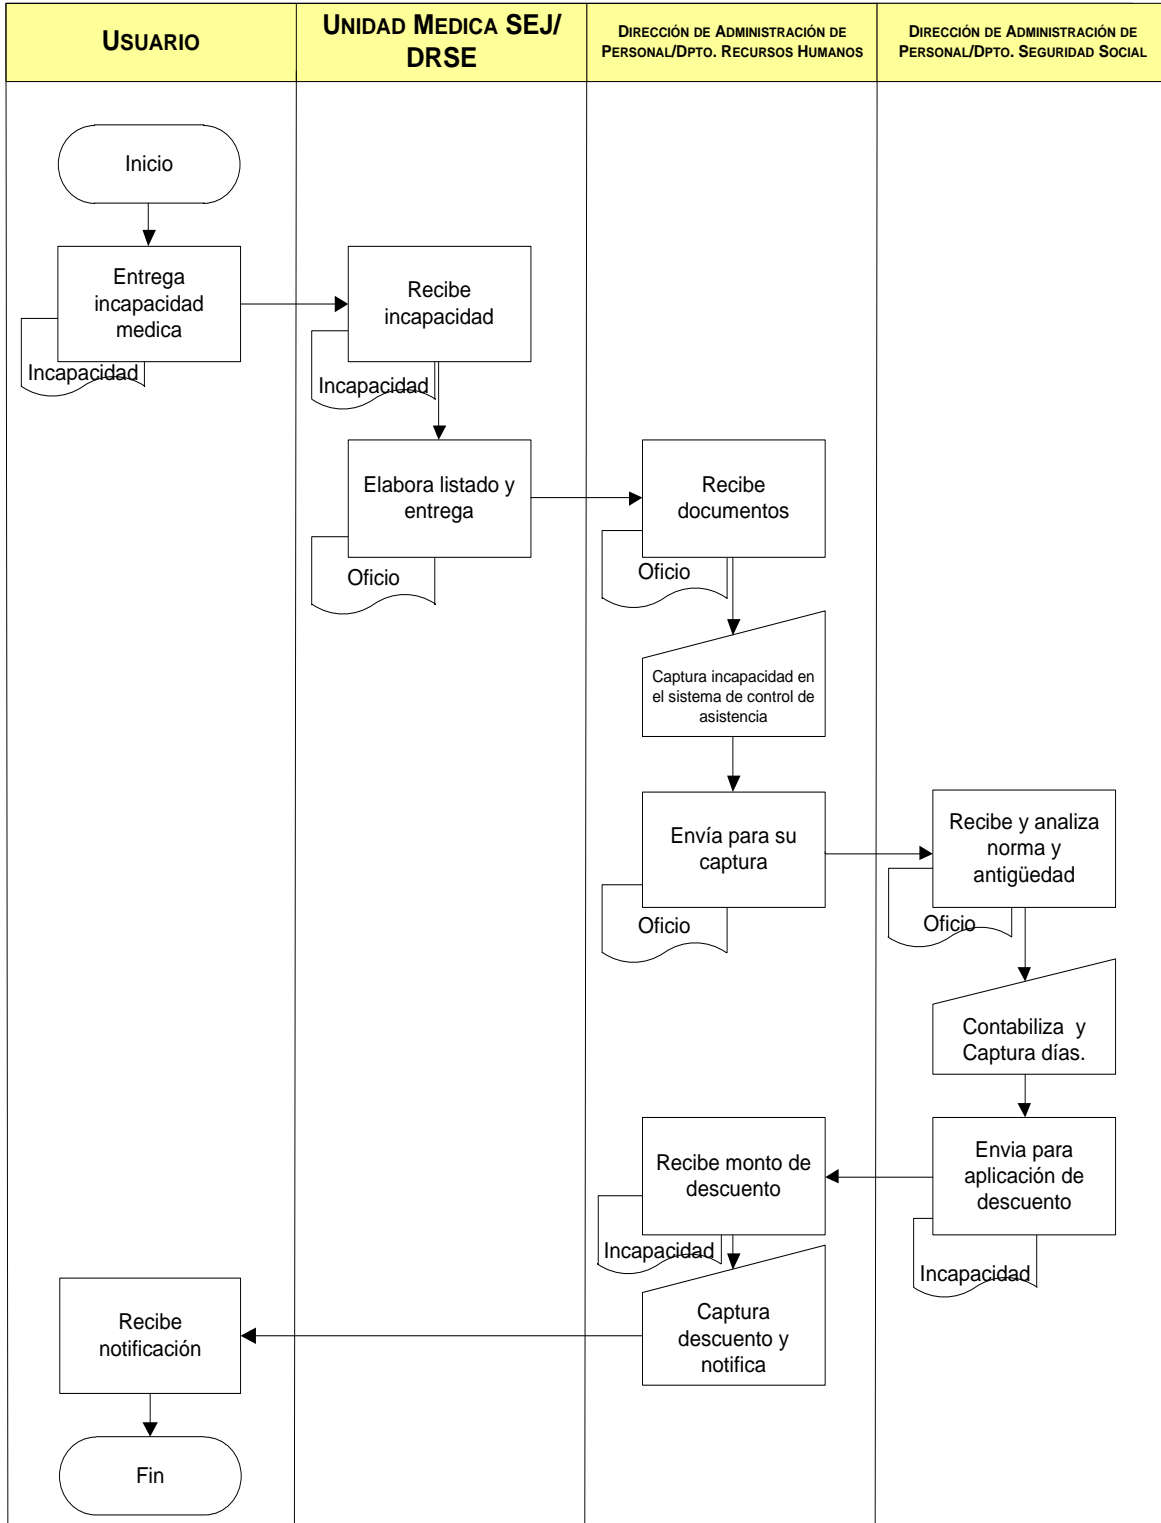 USUARIO
UNIDAD MEDICA SEJ/
DRSE
DIRECCIÓN DE ADMINISTRACIÓN DE
PERSONAL/DPTO. RECURSOS HUMANOS
DIRECCIÓN DE ADMINISTRACIÓN DE
PERSONAL/DPTO. SEGURIDAD SOCIAL
Inicio
Entrega
incapacidad
medica
Incapacidad
Recibe
incapacidad
Incapacidad
Elabora listado y
entrega
Oficio
Recibe
documentos
Oficio
Captura incapacidad en
el sistema de control de
asistencia
Envía para su
captura
Oficio
Recibe y analiza
norma y
antigüedad
Oficio
Contabiliza y
Captura días.
Envia para
aplicación de
descuento
Incapacidad
Recibe monto de
descuento
Incapacidad
Captura
descuento y
notifica
Recibe
notificación
Fin